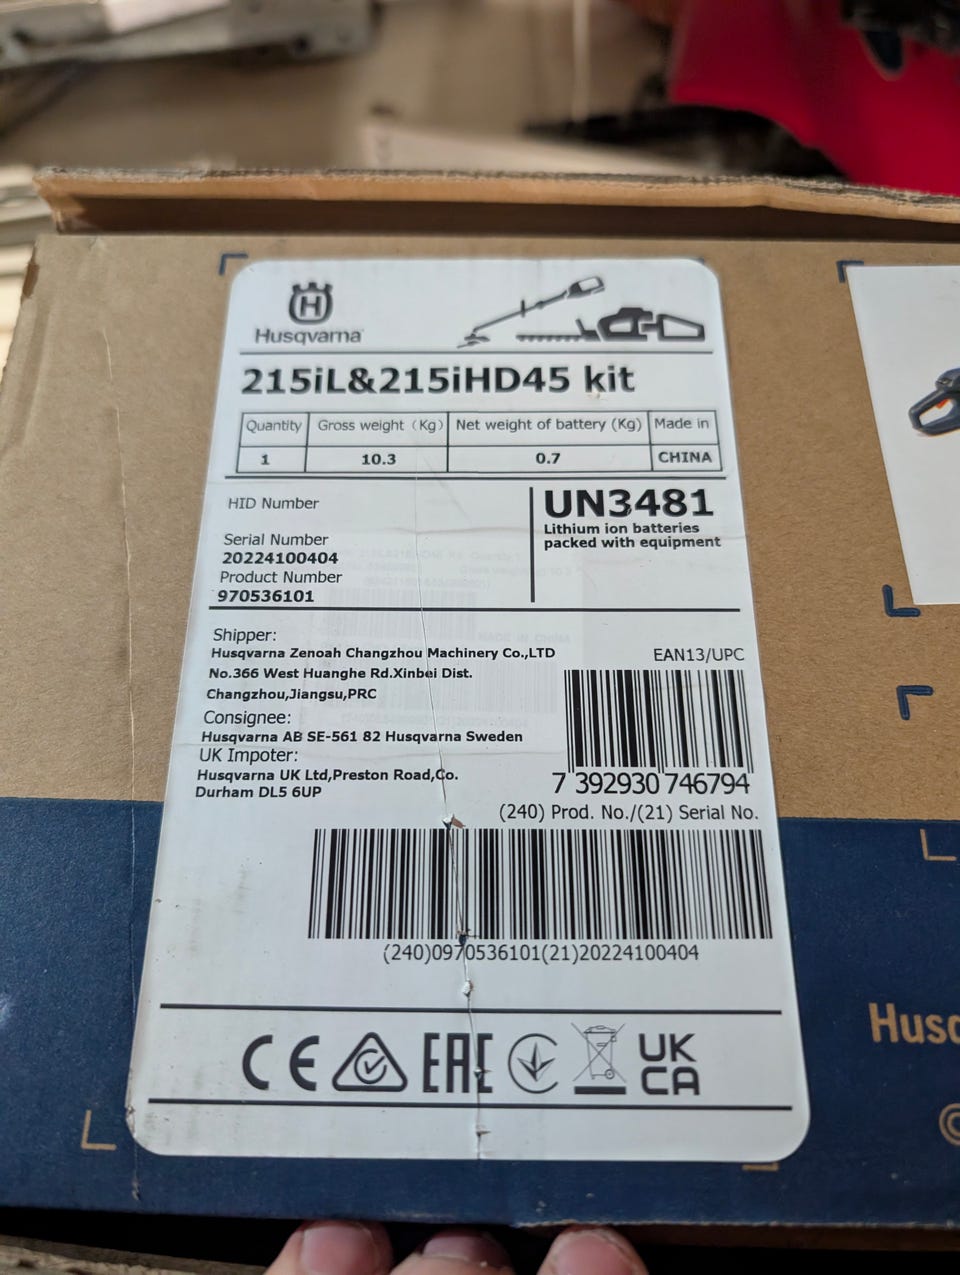 Husqvarna
215iL&215iHD45 kit
Quantity Gross weight (Kg) Net weight of battery (Kg) Made in
1 10.3 0.7 CHINA
HID Number
UN3481
Lithium ion batteries
packed with equipment
Serial Number
20224100404
Product Number
970536101
Shipper:
Husqvarna Zenoah Changzhou Machinery Co.,LTD
No.366 West Huanghe Rd.Xinbei Dist.
Changzhou,Jiangsu,PRC
Consignee:
Husqvarna AB SE-561 82 Husqvarna Sweden
UK Impoter:
Husqvarna UK Ltd,Preston Road,Co.
Durham DL5 6UP
EAN13/UPC
7 392930 746794
(240) Prod. No./(21) Serial No.
(240)0970536101(21)20224100404
CE EAC UK
CA
Husq
©